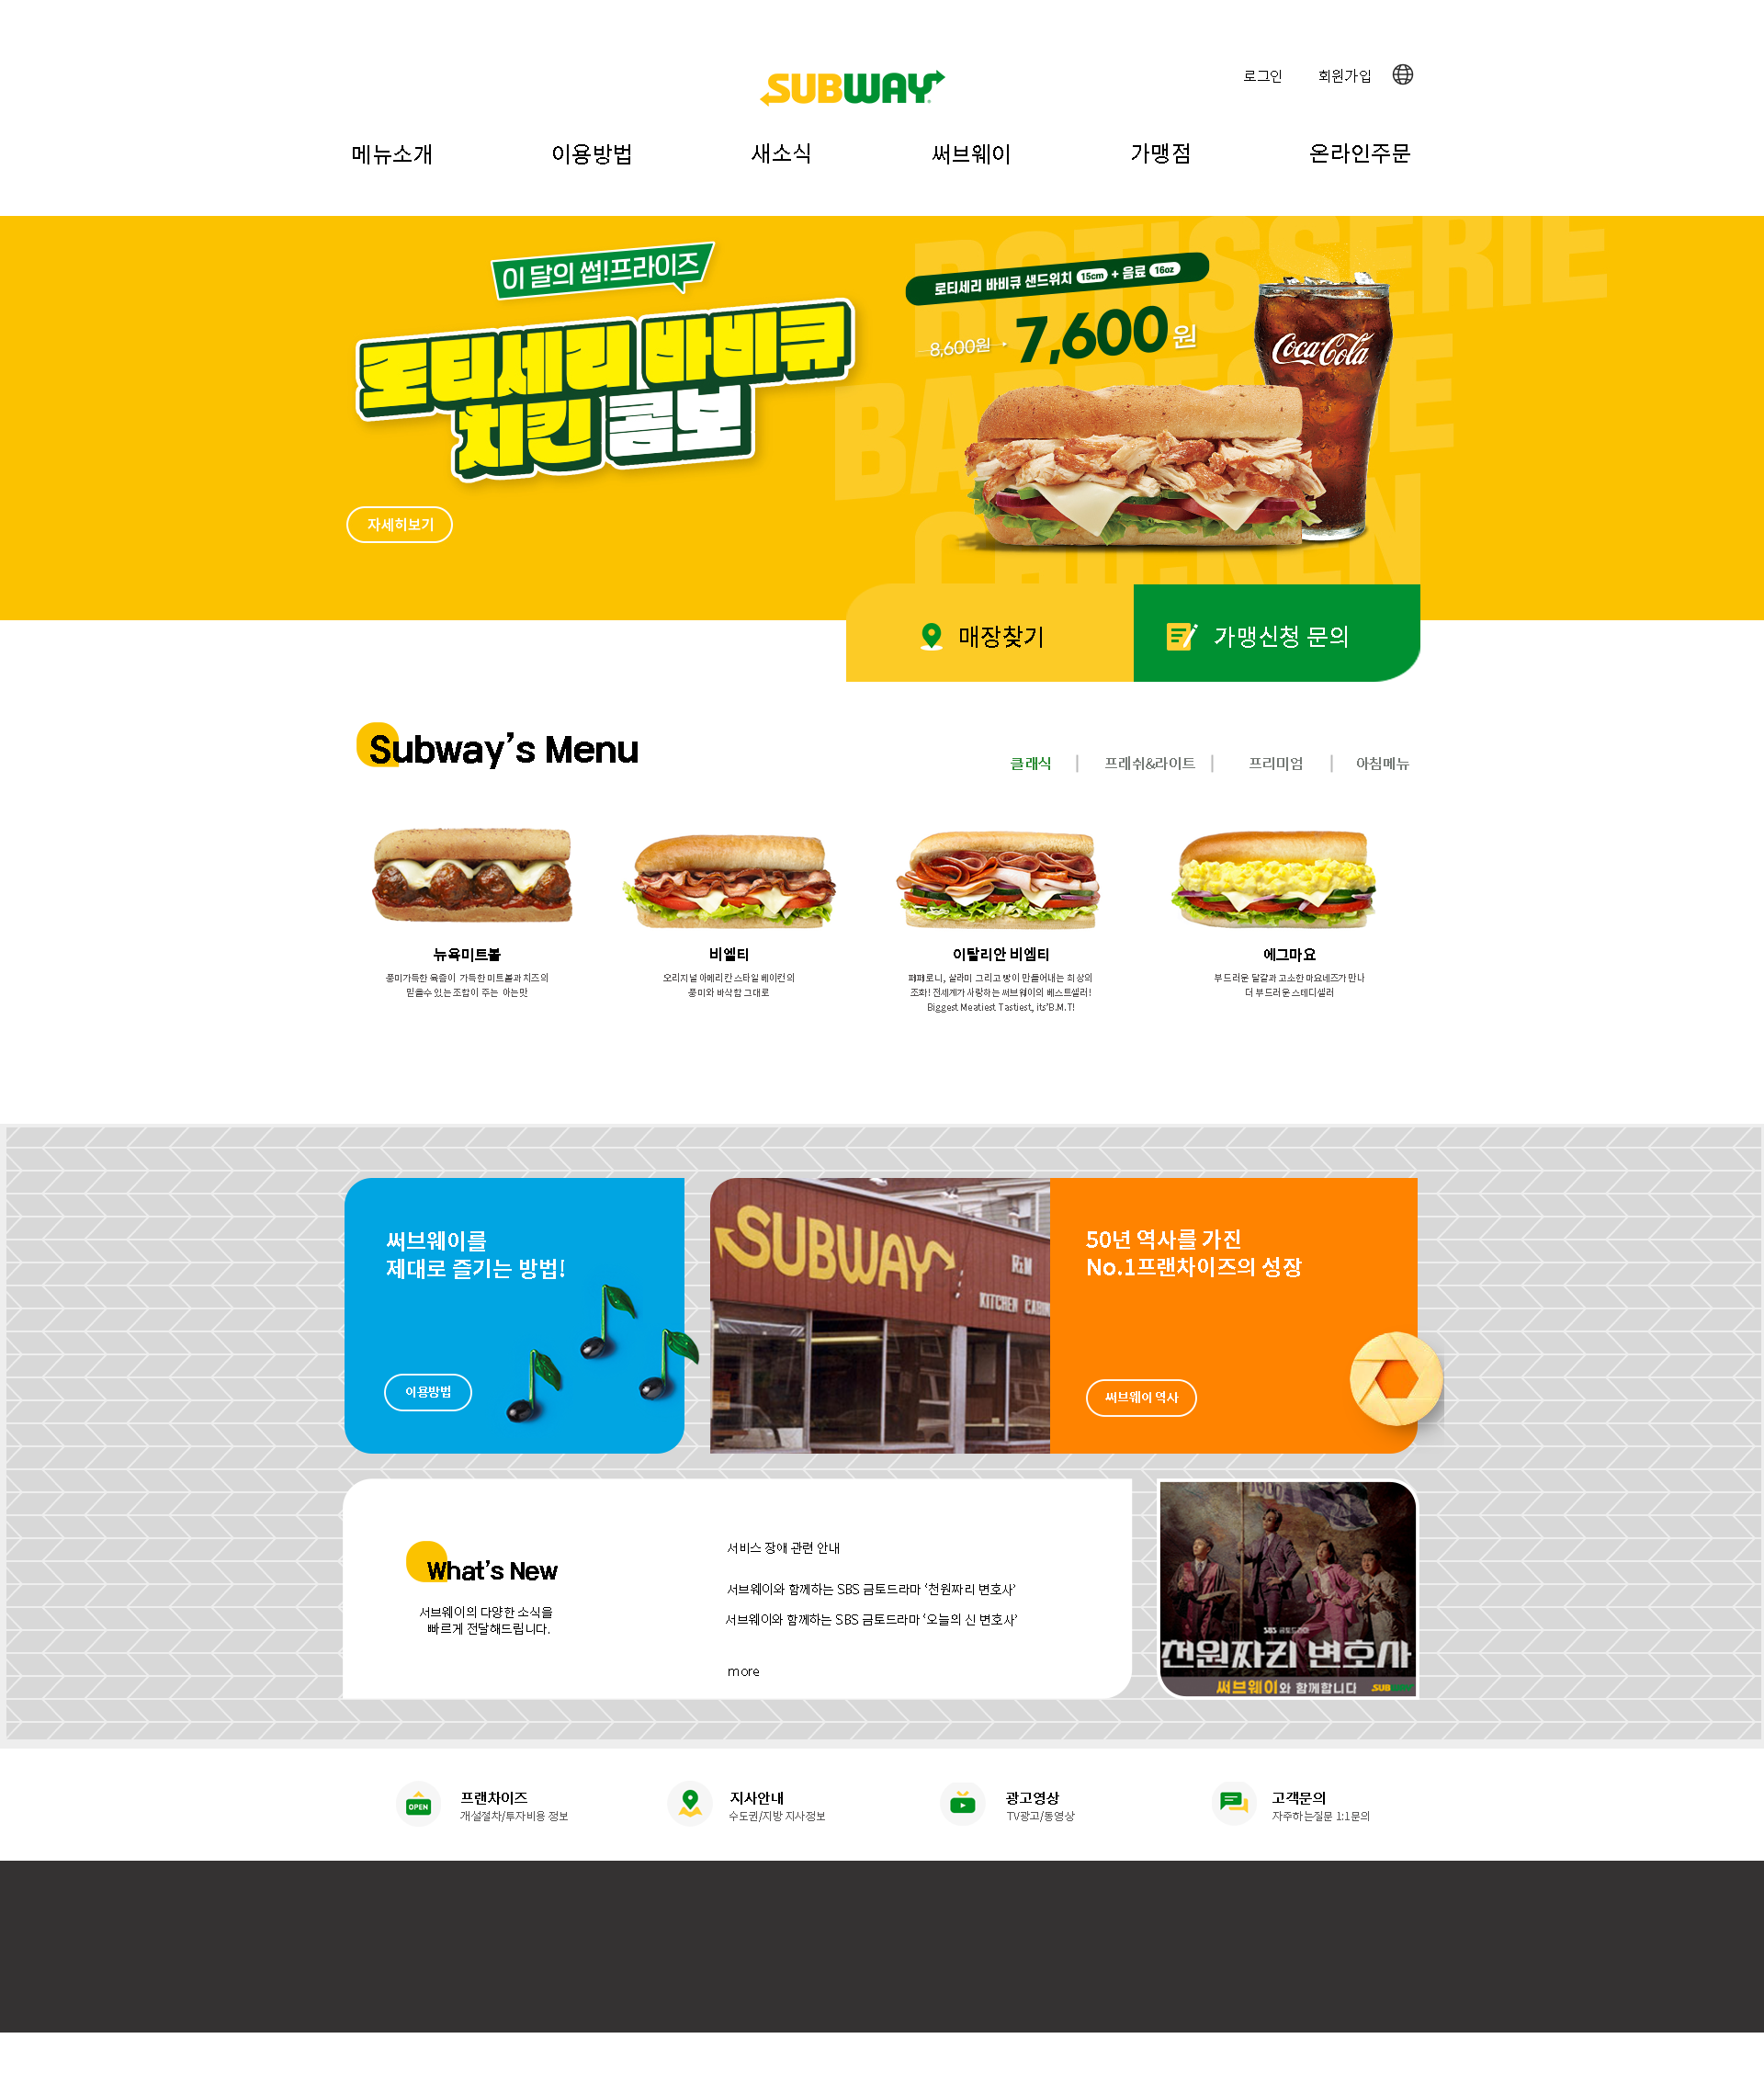 SUBWAY
로그인 회원가입
메뉴소개 이용방법 새소식 써브웨이 가맹점 온라인주문
이 달의 썹!프라이즈
로티세리 바비큐
치킨 콤보
자세히보기
ROTISSERIE
BARBECUE
CHICKEN
로티세리 바비큐 샌드위치 15cm + 음료 16oz
8,600원 7,600원
Coca-Cola
매장찾기
가맹신청 문의
Subway's Menu
클래식 | 프레쉬&라이트 | 프리미엄 | 아침메뉴
뉴욕미트볼
풍미가득한 육즙이 가득한 미트볼과 치즈의
믿을수 있는 조합이 주는 아는맛
비엘티
오리지널 아메리칸 스타일 베이컨의
풍미와 바삭함 그대로
이탈리안 비엠티
페퍼로니, 살라미 그리고 햄이 만들어내는 최상의
조화! 전세계가 사랑하는 써브웨이의 베스트셀러!
Biggest Meatiest Tastiest, its'B.M.T!
에그마요
부드러운 달걀과 고소한 마요네즈가 만나
더 부드러운 스테디셀러
써브웨이를
제대로 즐기는 방법!
이용방법
SUBWAY
R&M
KITCHEN CABIN
50년 역사를 가진
No.1프랜차이즈의 성장
써브웨이 역사
What's New
서브웨이의 다양한 소식을
빠르게 전달해드립니다.
서비스 장애 관련 안내
서브웨이와 함께하는 SBS 금토드라마 '천원짜리 변호사'
서브웨이와 함께하는 SBS 금토드라마 '오늘의 신 변호사'
more
SBS 금토드라마
천원짜리 변호사
써브웨이와 함께합니다 SUBWAY
OPEN
프랜차이즈
개설절차/투자비용 정보
지사안내
수도권/지방 지사정보
광고영상
TV광고/동영상
고객문의
자주하는질문 1:1문의